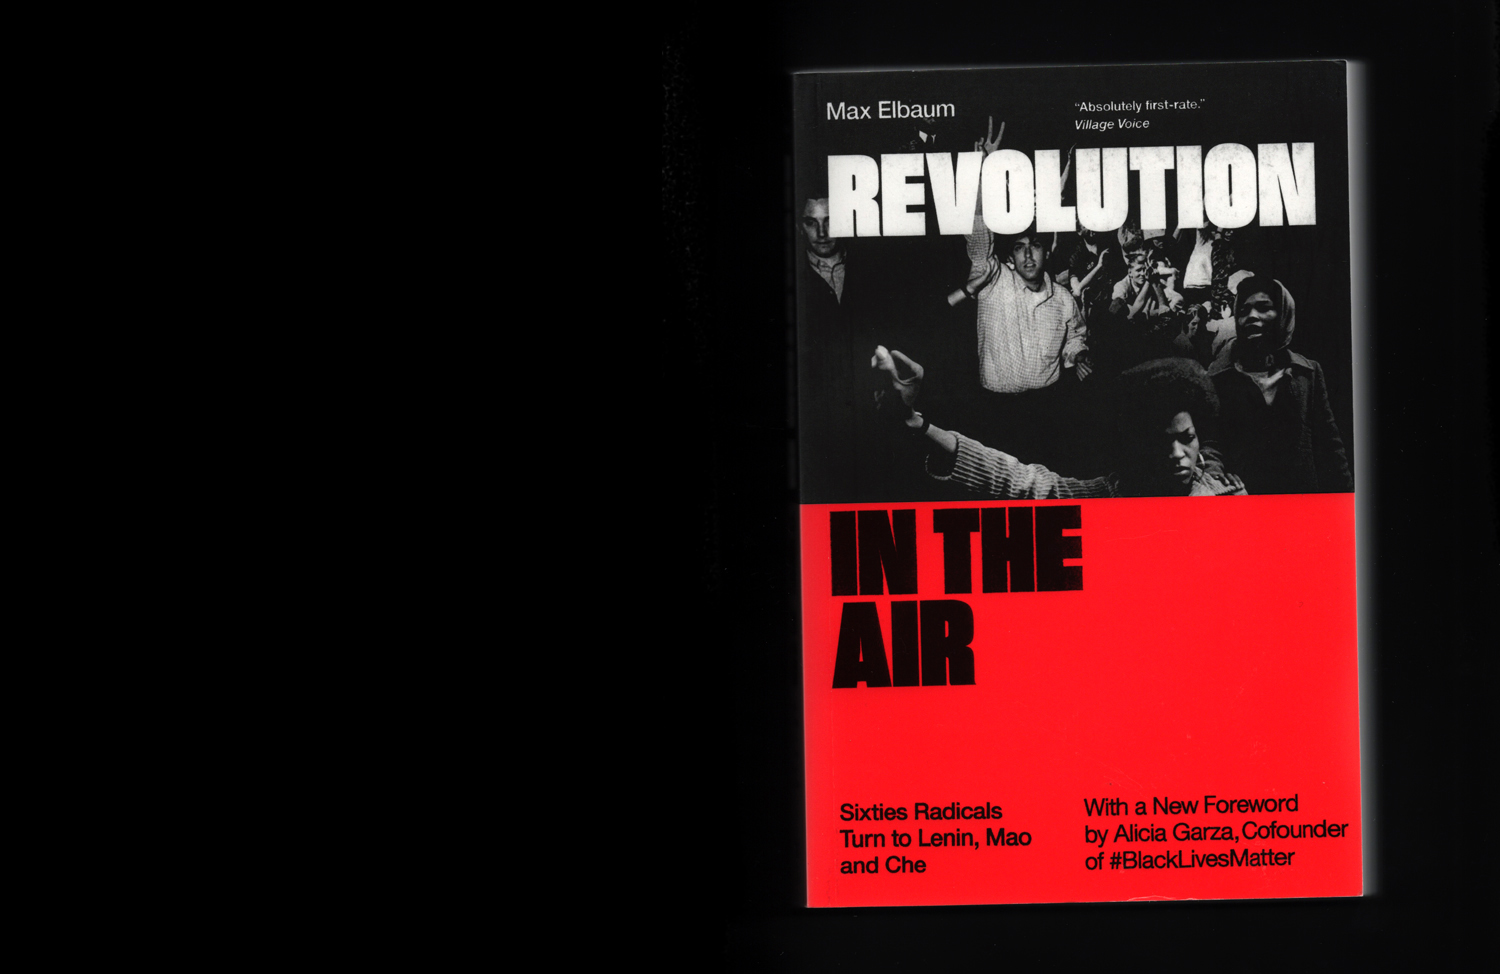 Max Elbaum
"Absolutely first-rate."
Village Voice
REVOLUTION
IN THE
AIR
Sixties Radicals
Turn to Lenin, Mao
and Che
With a New Foreword
by Alicia Garza, Cofounder
of #BlackLivesMatter